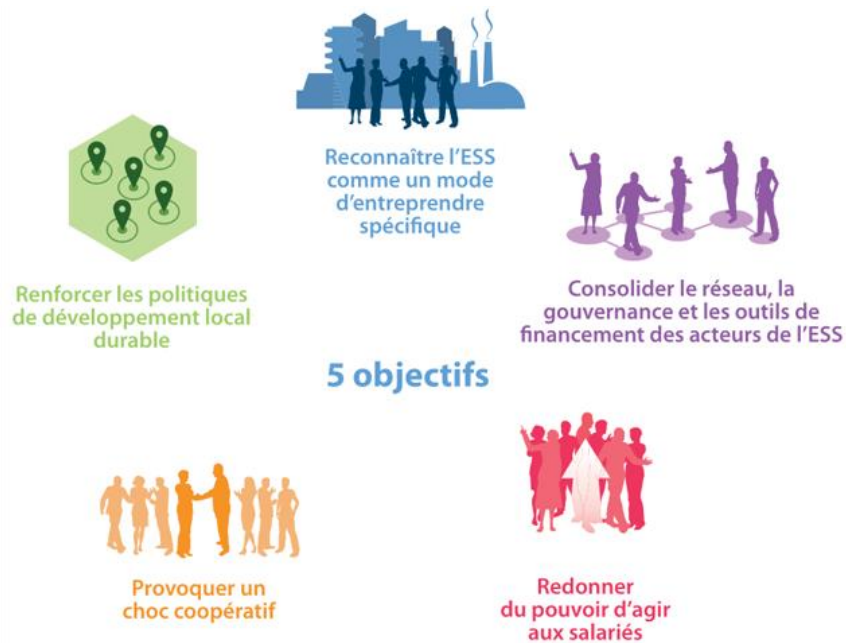 Reconnaître l'ESS
comme un mode
d'entreprendre
spécifique
Consolider le réseau, la
gouvernance et les outils de
financement des acteurs de l'ESS
Redonner
du pouvoir d'agir
aux salariés
Provoquer un
choc coopératif
Renforcer les politiques
de développement local
durable
5 objectifs